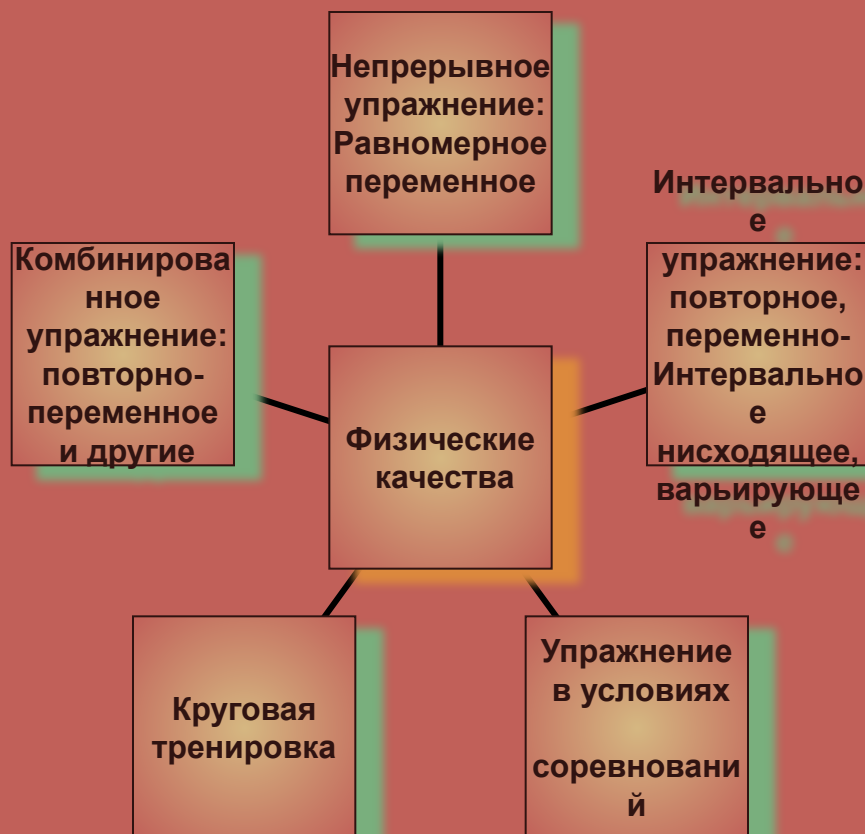 Непрерывное
упражнение:
Равномерное
переменное
Интервально
е
упражнение:
повторное,
переменно-
Интервально
е
нисходящее,
варьирующе
е
Комбинирова
нное
упражнение:
повторно-
переменное
и другие
Физические
качества
Круговая
тренировка
Упражнение
в условиях
соревновани
й